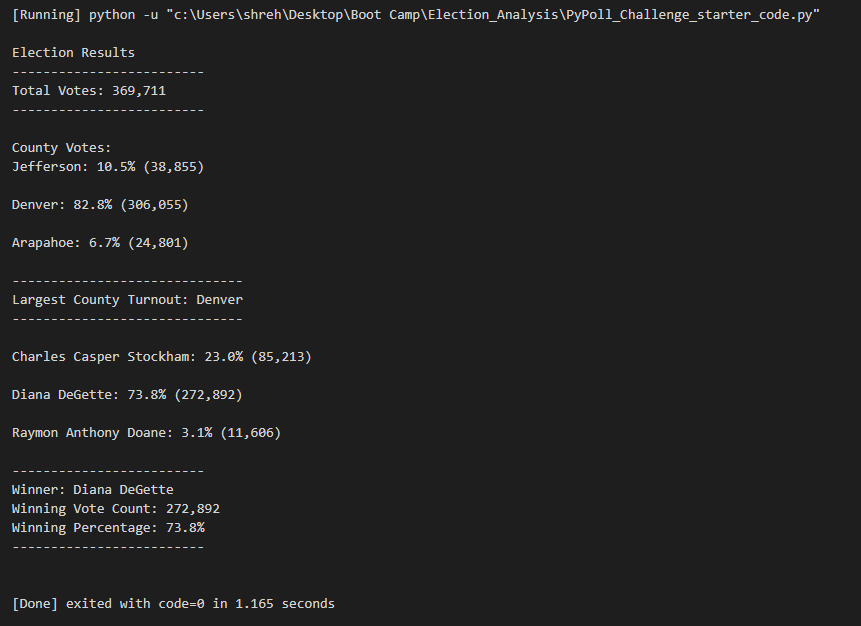 [Running] python -u "c:\Users\shreh\Desktop\Boot Camp\Election_Analysis\PyPoll_Challenge_starter_code.py"
Election Results
-------------------------
Total Votes: 369,711
-------------------------
County Votes:
Jefferson: 10.5% (38,855)
Denver: 82.8% (306,055)
Arapahoe: 6.7% (24,801)
------------------------------
Largest County Turnout: Denver
------------------------------
Charles Casper Stockham: 23.0% (85,213)
Diana DeGette: 73.8% (272,892)
Raymon Anthony Doane: 3.1% (11,606)
-------------------------
Winner: Diana DeGette
Winning Vote Count: 272,892
Winning Percentage: 73.8%
-------------------------
[Done] exited with code=0 in 1.165 seconds